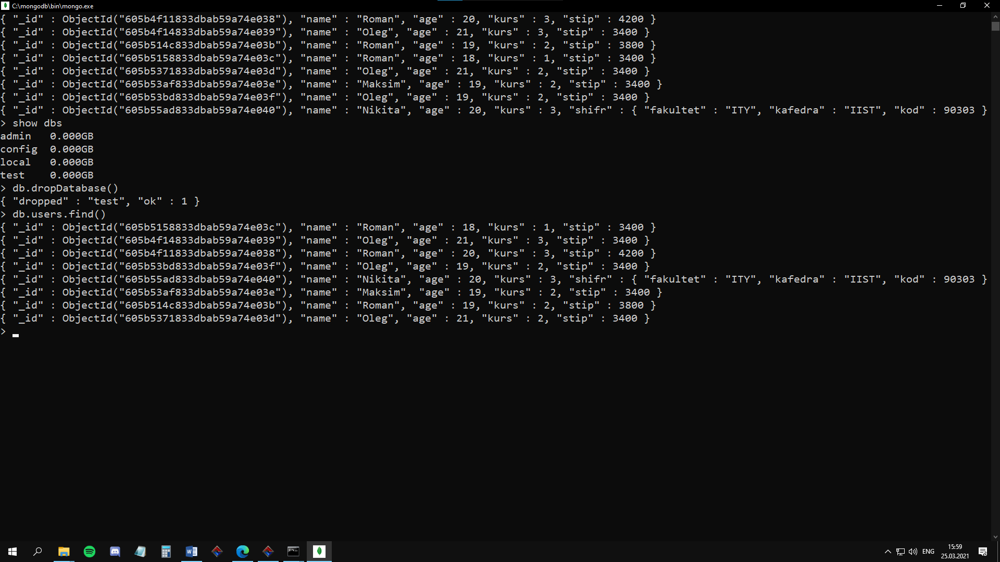 C:\mongodb\bin\mongo.exe
{ "_id" : ObjectId("605b4f11833dbab59a74e038"), "name" : "Roman", "age" : 20, "kurs" : 3, "stip" : 4200 }
{ "_id" : ObjectId("605b4f14833dbab59a74e039"), "name" : "Oleg", "age" : 21, "kurs" : 3, "stip" : 3400 }
{ "_id" : ObjectId("605b514c833dbab59a74e03b"), "name" : "Roman", "age" : 19, "kurs" : 2, "stip" : 3800 }
{ "_id" : ObjectId("605b5158833dbab59a74e03c"), "name" : "Roman", "age" : 18, "kurs" : 1, "stip" : 3400 }
{ "_id" : ObjectId("605b5371833dbab59a74e03d"), "name" : "Oleg", "age" : 21, "kurs" : 2, "stip" : 3400 }
{ "_id" : ObjectId("605b53af833dbab59a74e03e"), "name" : "Maksim", "age" : 19, "kurs" : 2, "stip" : 3400 }
{ "_id" : ObjectId("605b53bd833dbab59a74e03f"), "name" : "Oleg", "age" : 19, "kurs" : 2, "stip" : 3400 }
{ "_id" : ObjectId("605b55ad833dbab59a74e040"), "name" : "Nikita", "age" : 20, "kurs" : 3, "shifr" : { "fakultet" : "ITY", "kafedra" : "IIST", "kod" : 90303 }
> show dbs
admin   0.000GB
config  0.000GB
local   0.000GB
test    0.000GB
> db.dropDatabase()
{ "dropped" : "test", "ok" : 1 }
> db.users.find()
{ "_id" : ObjectId("605b5158833dbab59a74e03c"), "name" : "Roman", "age" : 18, "kurs" : 1, "stip" : 3400 }
{ "_id" : ObjectId("605b4f14833dbab59a74e039"), "name" : "Oleg", "age" : 21, "kurs" : 3, "stip" : 3400 }
{ "_id" : ObjectId("605b4f11833dbab59a74e038"), "name" : "Roman", "age" : 20, "kurs" : 3, "stip" : 4200 }
{ "_id" : ObjectId("605b53bd833dbab59a74e03f"), "name" : "Oleg", "age" : 19, "kurs" : 2, "stip" : 3400 }
{ "_id" : ObjectId("605b55ad833dbab59a74e040"), "name" : "Nikita", "age" : 20, "kurs" : 3, "shifr" : { "fakultet" : "ITY", "kafedra" : "IIST", "kod" : 90303 }
{ "_id" : ObjectId("605b53af833dbab59a74e03e"), "name" : "Maksim", "age" : 19, "kurs" : 2, "stip" : 3400 }
{ "_id" : ObjectId("605b514c833dbab59a74e03b"), "name" : "Roman", "age" : 19, "kurs" : 2, "stip" : 3800 }
{ "_id" : ObjectId("605b5371833dbab59a74e03d"), "name" : "Oleg", "age" : 21, "kurs" : 2, "stip" : 3400 }
>
ENG
15:59
25.03.2021